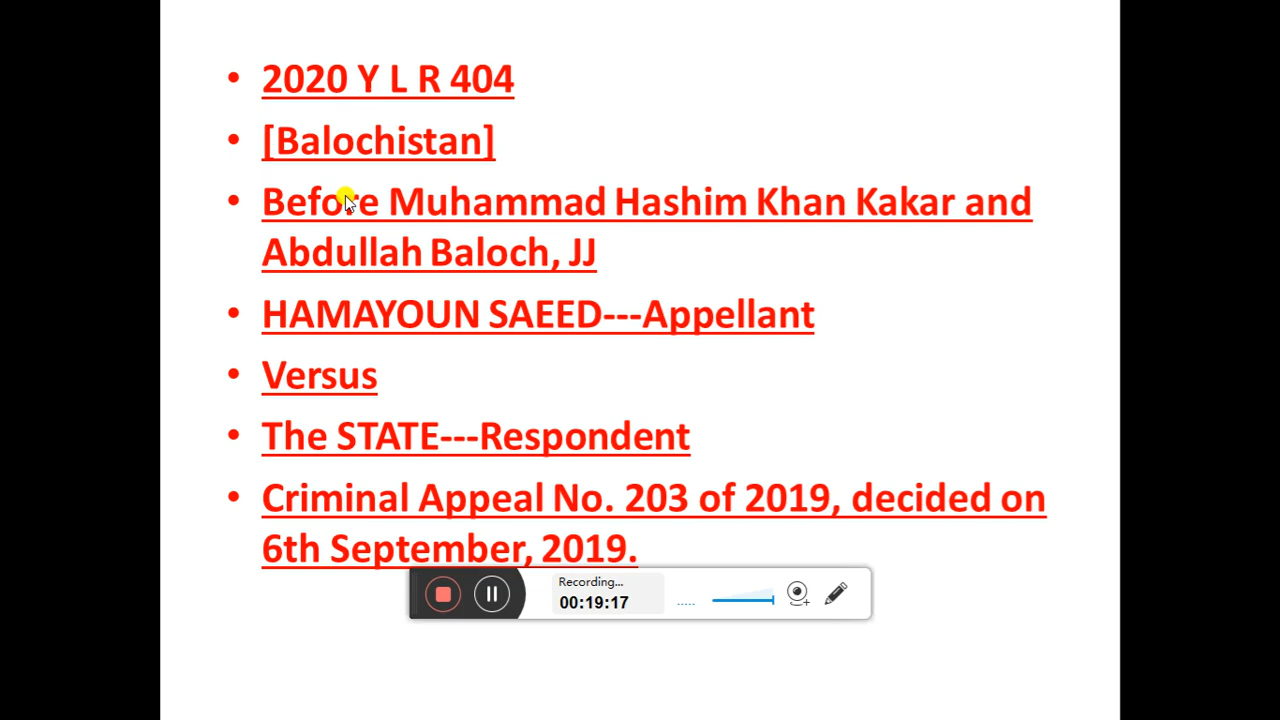 • 2020 Y L R 404
• [Balochistan]
• Before Muhammad Hashim Khan Kakar and
Abdullah Baloch, JJ
• HAMAYOUN SAEED---Appellant
• Versus
• The STATE---Respondent
• Criminal Appeal No. 203 of 2019, decided on
6th September, 2019.
Recording...
00:19:17